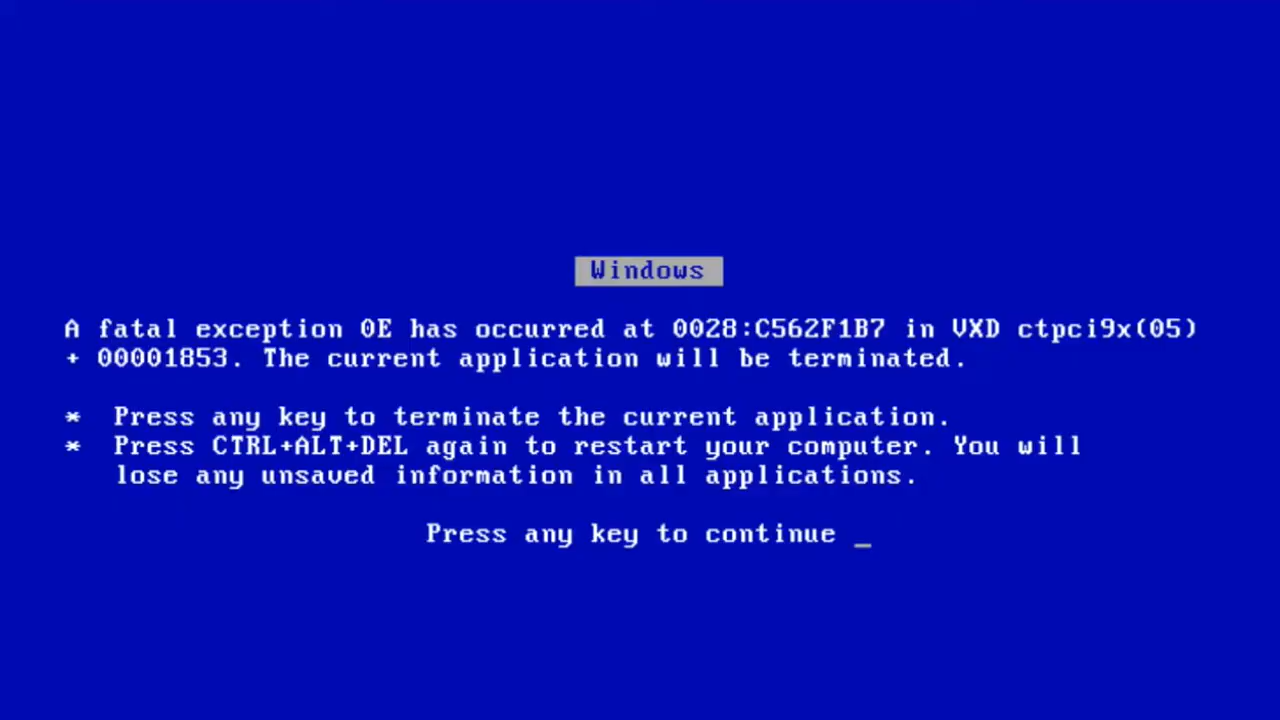 Windows
A fatal exception 0E has occurred at 0028:C562F1B7 in VXD ctpci9x(05)
+ 00001853. The current application will be terminated.
*  Press any key to terminate the current application.
*  Press CTRL+ALT+DEL again to restart your computer. You will
lose any unsaved information in all applications.
Press any key to continue _